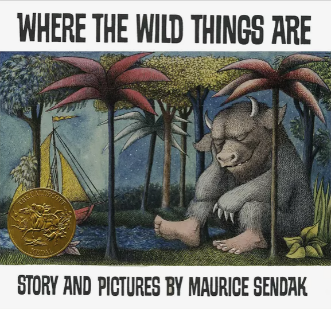 WHERE THE WILD THINGS ARE
STORY AND PICTURES BY MAURICE SENDAK